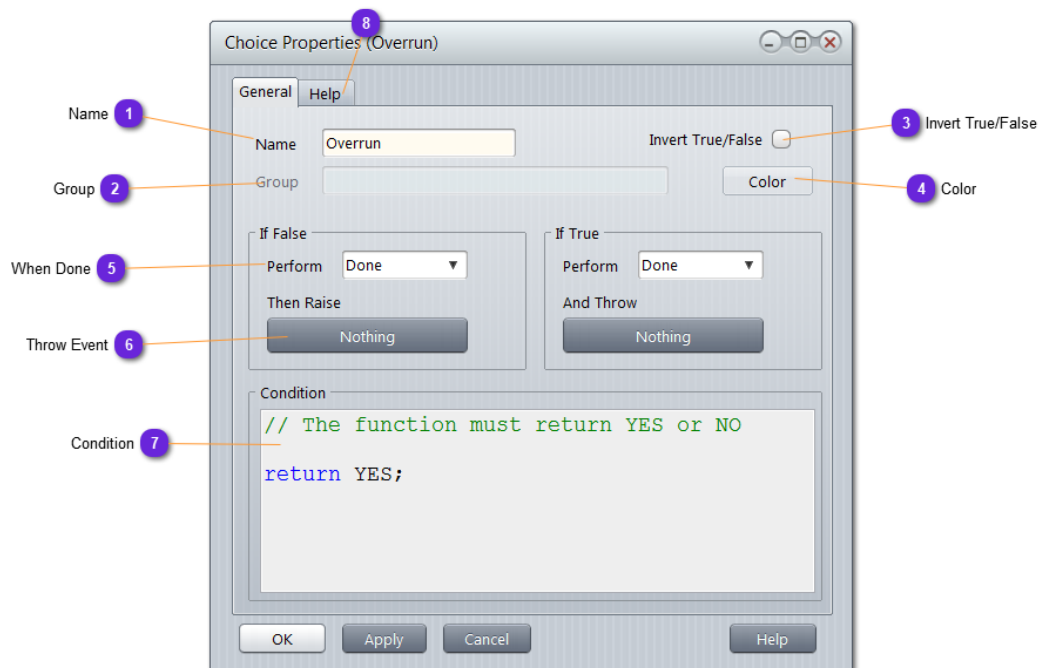 8
Choice Properties (Overrun)
General Help
Name 1
Name Overrun Invert True/False
3 Invert True/False
Group 2
Group Color
4 Color
If False If True
When Done 5
Perform Done Perform Done
Then Raise And Throw
Throw Event 6
Nothing Nothing
Condition
// The function must return YES or NO
Condition 7
return YES;
OK Apply Cancel Help